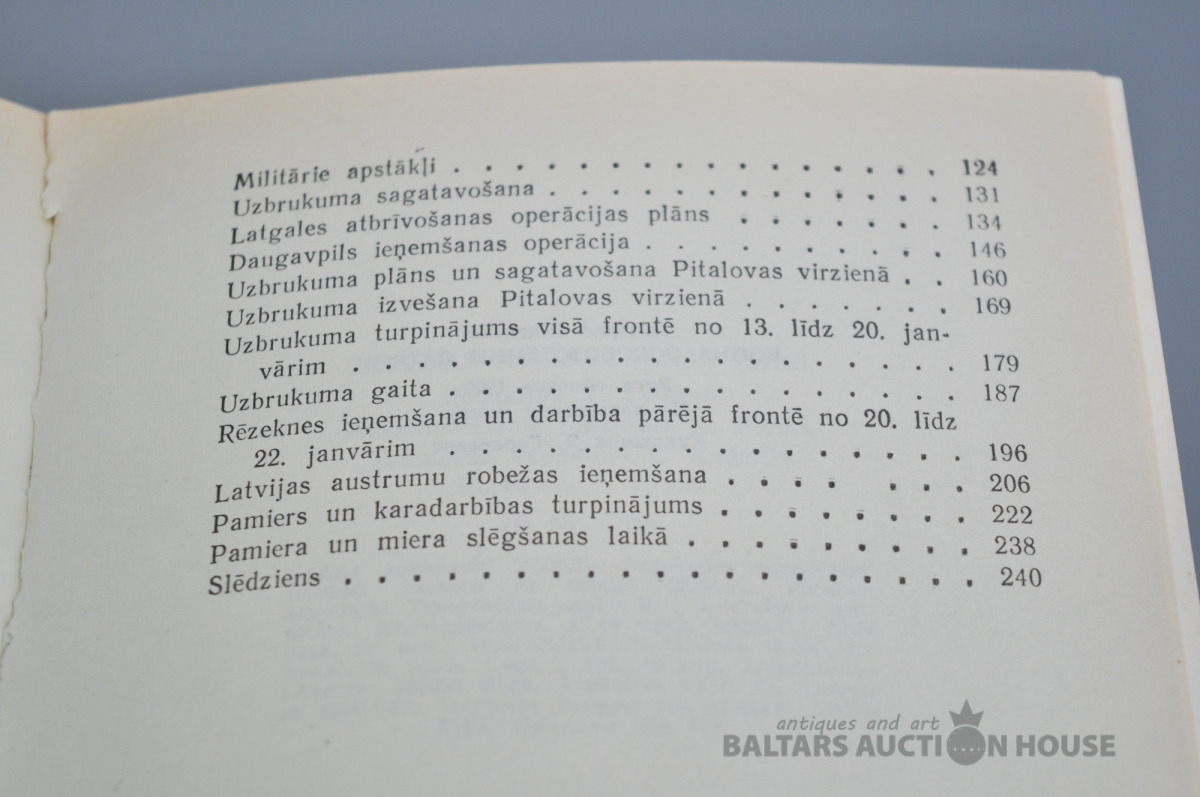 Militārie apstākļi . . . . . . . . . . . . . . . . 124
Uzbrukuma sagatavošana . . . . . . . . . . . . . 131
Latgales atbrīvošanas operācijas plāns . . . . . . . 134
Daugavpils ieņemšanas operācija . . . . . . . . . . 146
Uzbrukuma plāns un sagatavošana Pitalovas virzienā . . 160
Uzbrukuma izvešana Pitalovas virzienā . . . . . . . 169
Uzbrukuma turpinājums visā frontē no 13. līdz 20. jan-
vārim . . . . . . . . . . . . . . . . . . . . 179
Uzbrukuma gaita . . . . . . . . . . . . . . . . . 187
Rēzeknes ieņemšana un darbība pārējā frontē no 20. līdz
22. janvārim . . . . . . . . . . . . . . . . 196
Latvijas austrumu robežas ieņemšana . . . . . . . 206
Pamiers un karadarbības turpinājums . . . . . . . . 222
Pamiera un miera slēgšanas laikā . . . . . . . . . 238
Slēdziens . . . . . . . . . . . . . . . . . . . 240
antiques and art
BALTARS AUCTION HOUSE